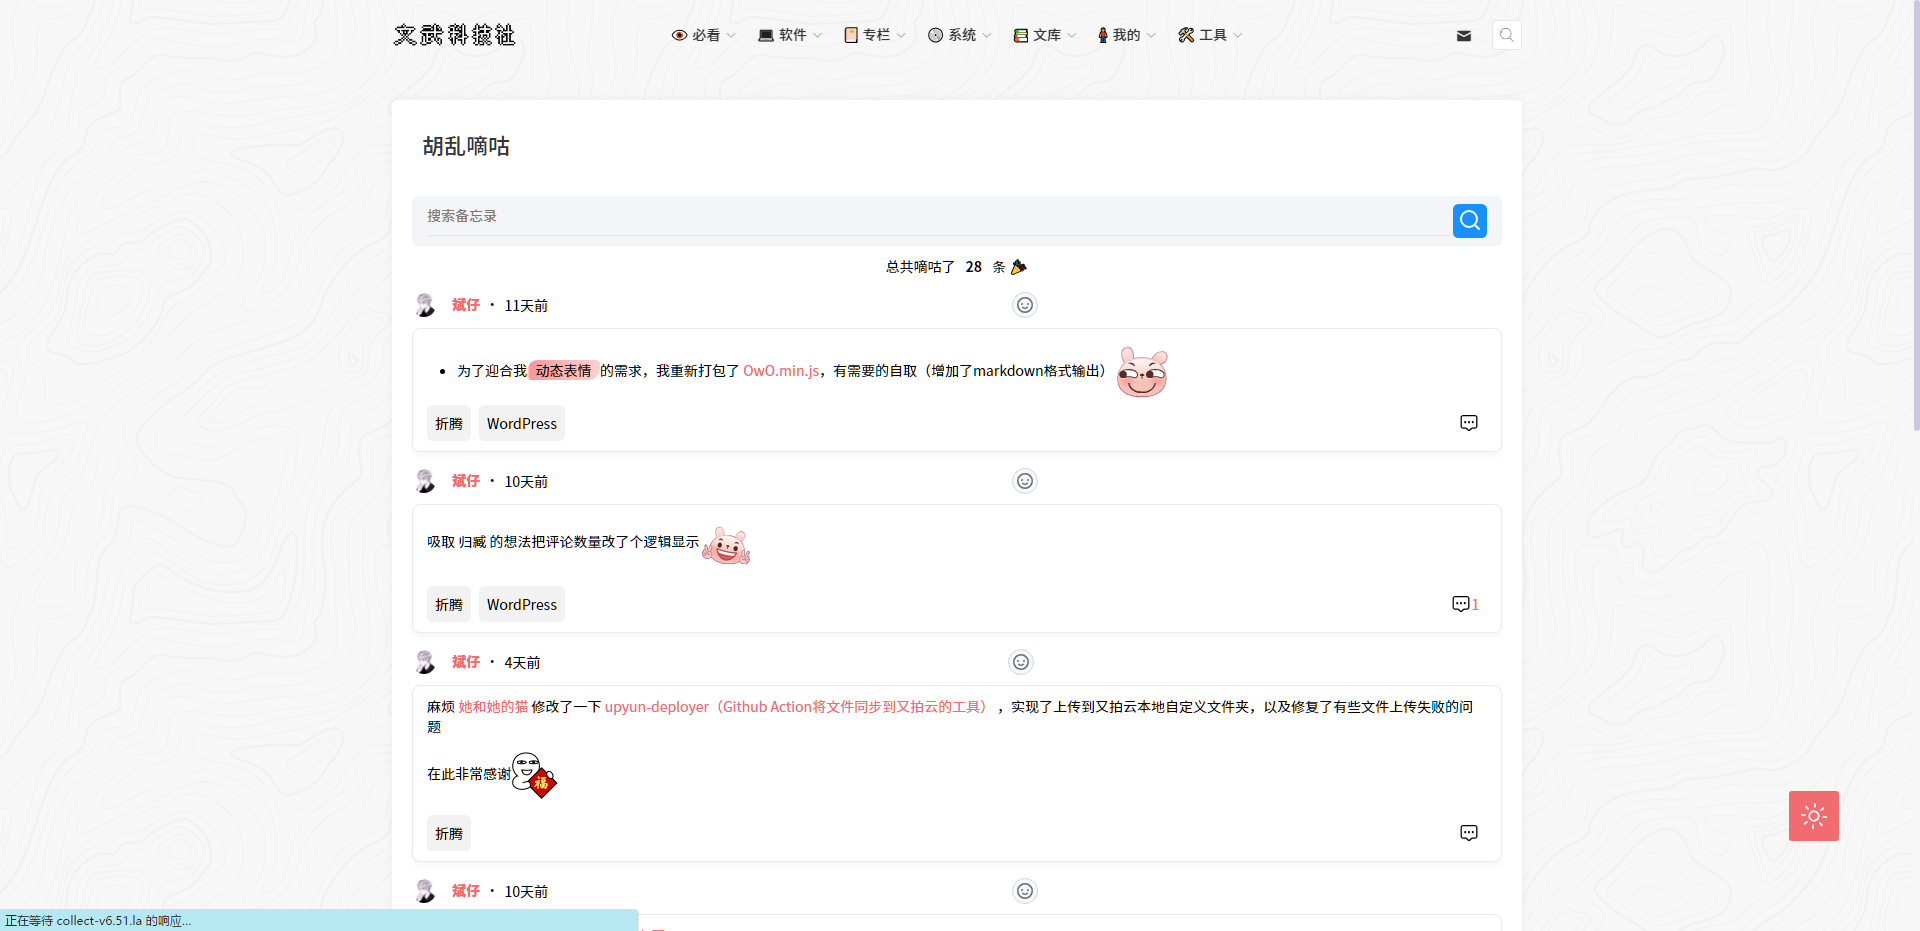 文武科技社
必看 软件 专栏 系统 文库 我的 工具
胡乱嘀咕
搜索备忘录
总共嘀咕了 28 条
斌仔 · 11天前
为了迎合我 动态表情 的需求，我重新打包了 OwO.min.js，有需要的自取（增加了markdown格式输出）
折腾 WordPress
斌仔 · 10天前
吸取 归臧 的想法把评论数量改了个逻辑显示
折腾 WordPress 1
斌仔 · 4天前
麻烦 她和她的猫 修改了一下 upyun-deployer（Github Action将文件同步到又拍云的工具），实现了上传到又拍云本地自定义文件夹，以及修复了有些文件上传失败的问
题
在此非常感谢
福
折腾
斌仔 · 10天前
正在等待 collect-v6.51.la 的响应...